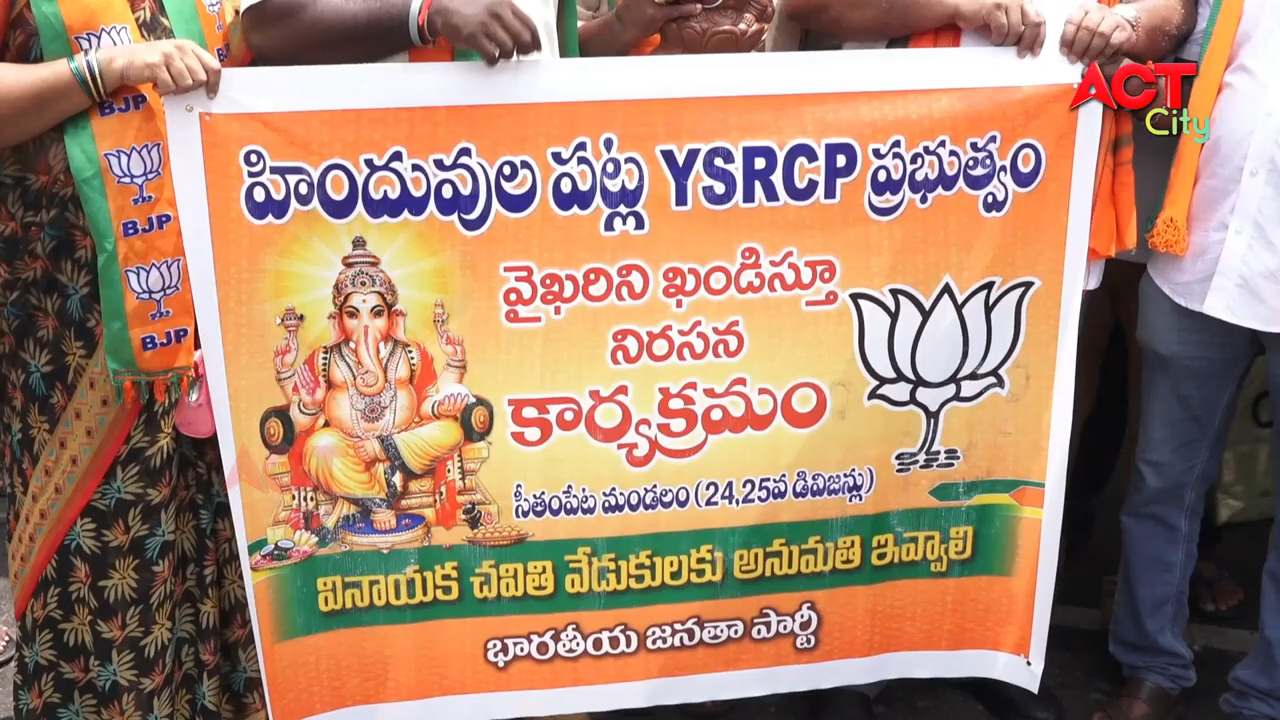 ACT
City
BJP
BJP
BJP
హిందువుల పట్ల YSRCP ప్రభుత్వం
వైఖరిని ఖండిస్తూ
నిరసన
కార్యక్రమం
సీతంపేట మండలం (24,25వ డివిజన్లు)
వినాయక చవితి వేడుకలకు అనుమతి ఇవ్వాలి
భారతీయ జనతా పార్టీ